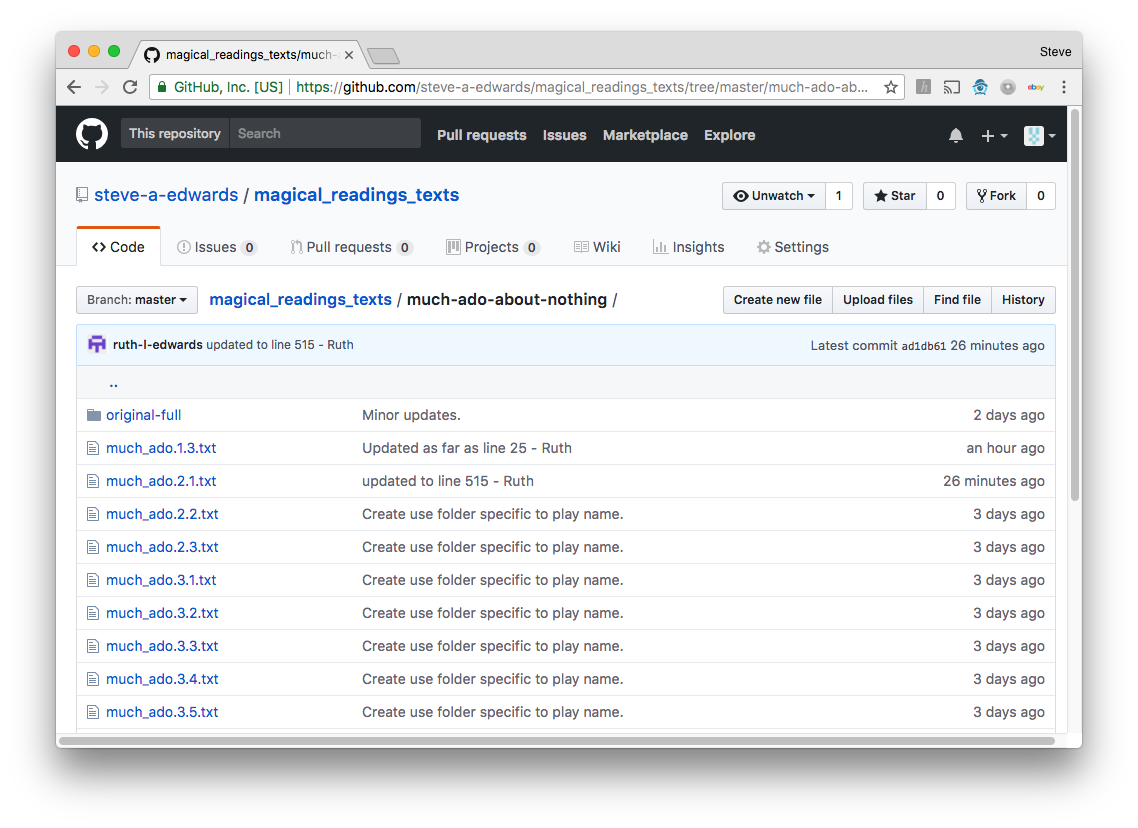 magical_readings_texts/much-
Steve
GitHub, Inc. [US] https://github.com/steve-a-edwards/magical_readings_texts/tree/master/much-ado-ab...
ebay
This repository Search Pull requests Issues Marketplace Explore
steve-a-edwards / magical_readings_texts
Unwatch 1 Star 0 Fork 0
Code Issues 0 Pull requests 0 Projects 0 Wiki Insights Settings
Branch: master magical_readings_texts / much-ado-about-nothing /
Create new file Upload files Find file History
ruth-l-edwards updated to line 515 - Ruth Latest commit ad1db61 26 minutes ago
..
original-full Minor updates. 2 days ago
much_ado.1.3.txt Updated as far as line 25 - Ruth an hour ago
much_ado.2.1.txt updated to line 515 - Ruth 26 minutes ago
much_ado.2.2.txt Create use folder specific to play name. 3 days ago
much_ado.2.3.txt Create use folder specific to play name. 3 days ago
much_ado.3.1.txt Create use folder specific to play name. 3 days ago
much_ado.3.2.txt Create use folder specific to play name. 3 days ago
much_ado.3.3.txt Create use folder specific to play name. 3 days ago
much_ado.3.4.txt Create use folder specific to play name. 3 days ago
much_ado.3.5.txt Create use folder specific to play name. 3 days ago